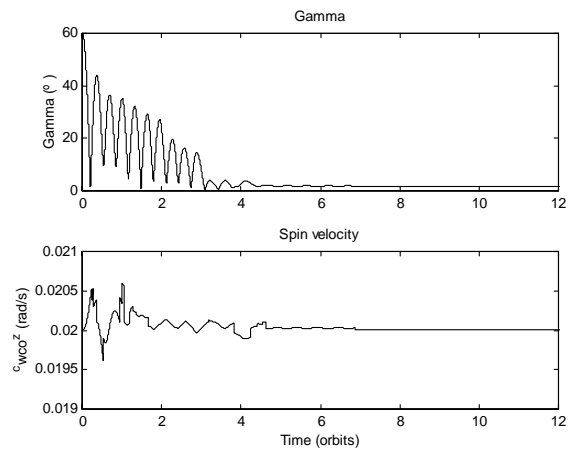 Gamma
60
40
20
0
Gamma (º )
0 2 4 6 8 10 12
Spin velocity
0.021
0.0205
0.02
0.0195
0.019
c wco z (rad/s)
0 2 4 6 8 10 12
Time (orbits)